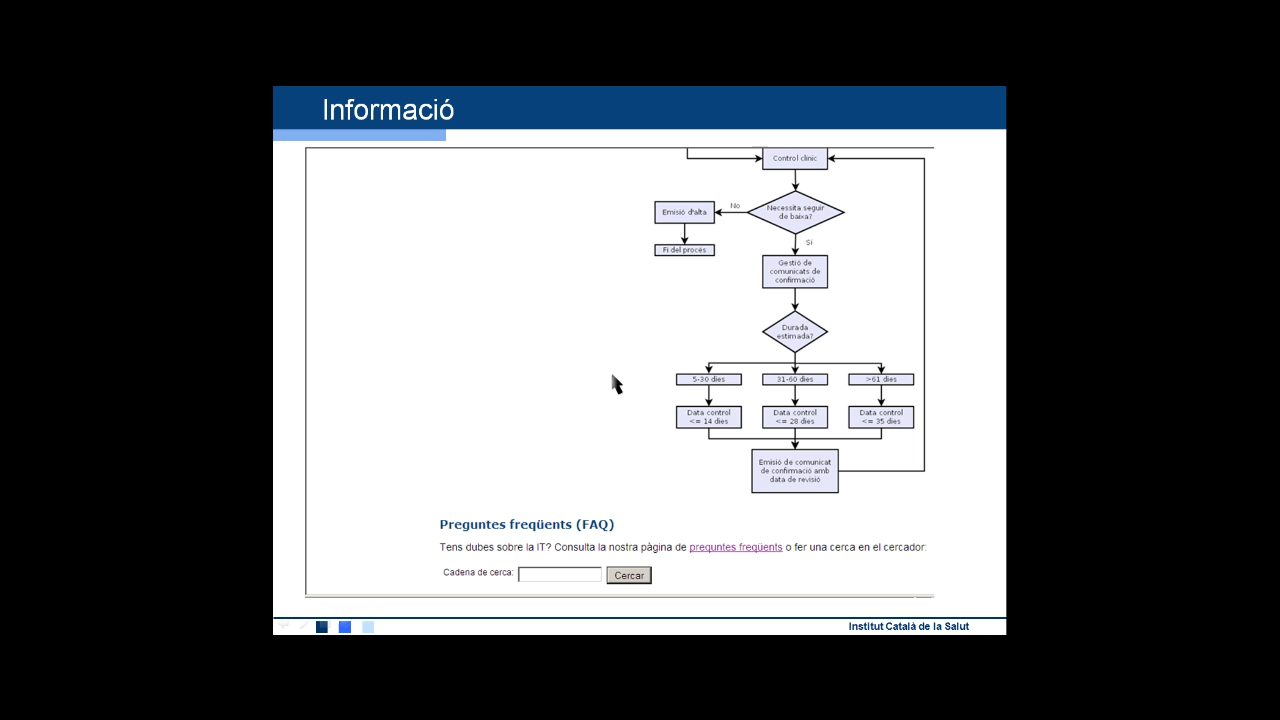 Informació
Control clínic
Necessita seguir
de baixa?
No
Emisió d'alta
Fi del procés
Sí
Gestió de
comunicats de
confirmació
Durada
estimada?
5-30 dies
31-60 dies
>61 dies
Data control
<= 14 dies
Data control
<= 28 dies
Data control
<= 35 dies
Emisió de comunicat
de confirmació amb
data de revisió
Preguntes freqüents (FAQ)
Tens dubes sobre la IT? Consulta la nostra pàgina de preguntes freqüents o fer una cerca en el cercador:
Cadena de cerca:
Cercar
Institut Català de la Salut